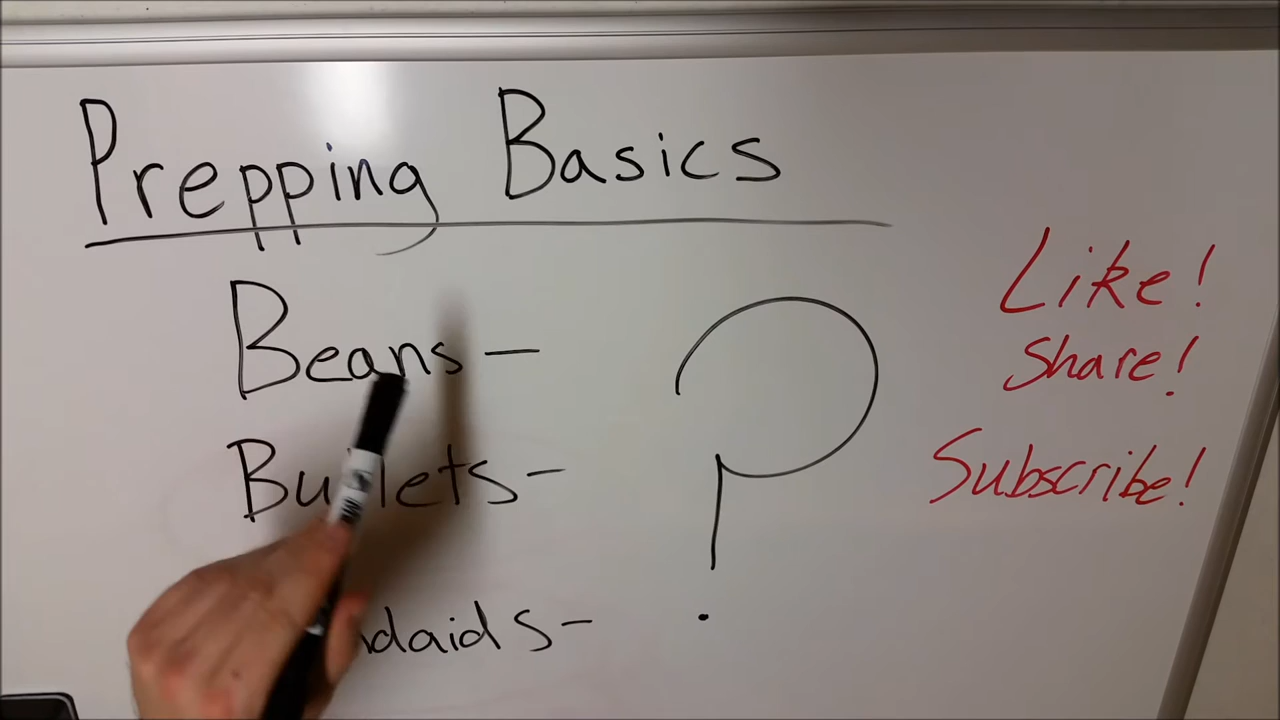 Prepping Basics
Beans -
Bullets -
ndaids -
?
Like!
Share!
Subscribe!